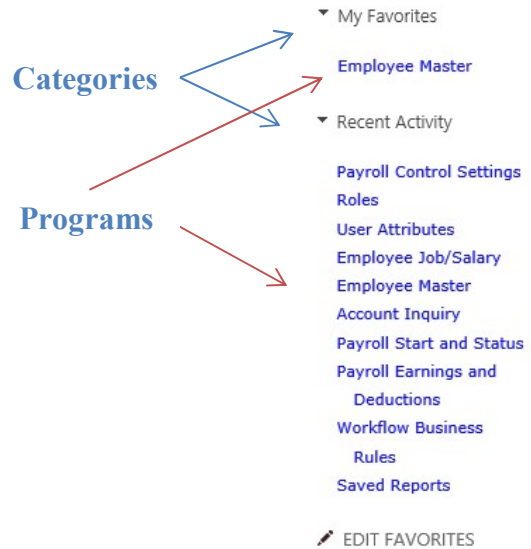 My Favorites
Employee Master
Categories
Recent Activity
Payroll Control Settings
Roles
Programs
User Attributes
Employee Job/Salary
Employee Master
Account Inquiry
Payroll Start and Status
Payroll Earnings and
Deductions
Workflow Business
Rules
Saved Reports
EDIT FAVORITES